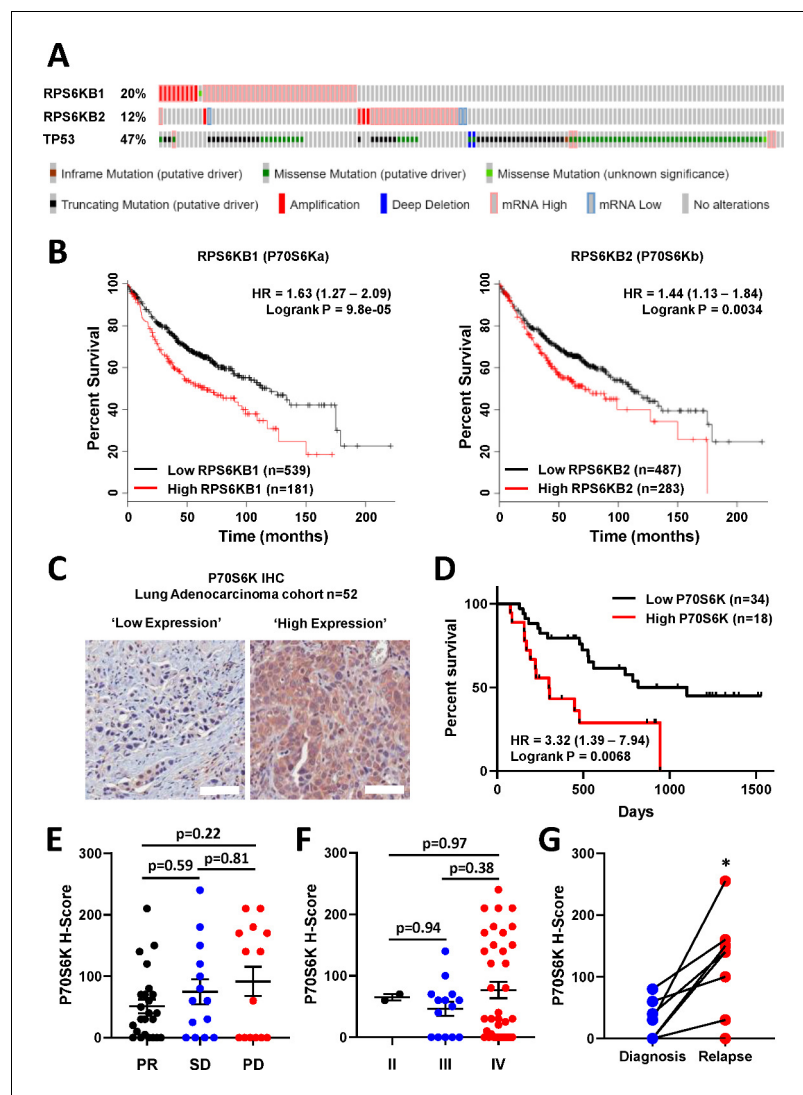 A
RPS6KB1 20%
RPS6KB2 12%
TP53 47%
Inframe Mutation (putative driver) Missense Mutation (putative driver) Missense Mutation (unknown significance)
Truncating Mutation (putative driver) Amplification Deep Deletion mRNA High mRNA Low No alterations
B
RPS6KB1 (P70S6Ka)
HR = 1.63 (1.27 – 2.09)
Logrank P = 9.8e-05
Percent Survival
100
80
60
40
20
0
Low RPS6KB1 (n=539)
High RPS6KB1 (n=181)
0 50 100 150 200
Time (months)
RPS6KB2 (P70S6Kb)
HR = 1.44 (1.13 – 1.84)
Logrank P = 0.0034
Percent Survival
100
80
60
40
20
0
Low RPS6KB2 (n=487)
High RPS6KB2 (n=283)
0 50 100 150 200
Time (months)
C
P70S6K IHC
Lung Adenocarcinoma cohort n=52
‘Low Expression’ ‘High Expression’
D
Low P70S6K (n=34)
High P70S6K (n=18)
Percent survival
100
50
0
HR = 3.32 (1.39 – 7.94)
Logrank P = 0.0068
0 500 1000 1500
Days
E
p=0.22
p=0.59 p=0.81
P70S6K H-Score
300
200
100
0
PR SD PD
F
p=0.97
p=0.38
p=0.94
P70S6K H-Score
300
200
100
0
II III IV
G
*
P70S6K H-Score
300
200
100
0
Diagnosis Relapse